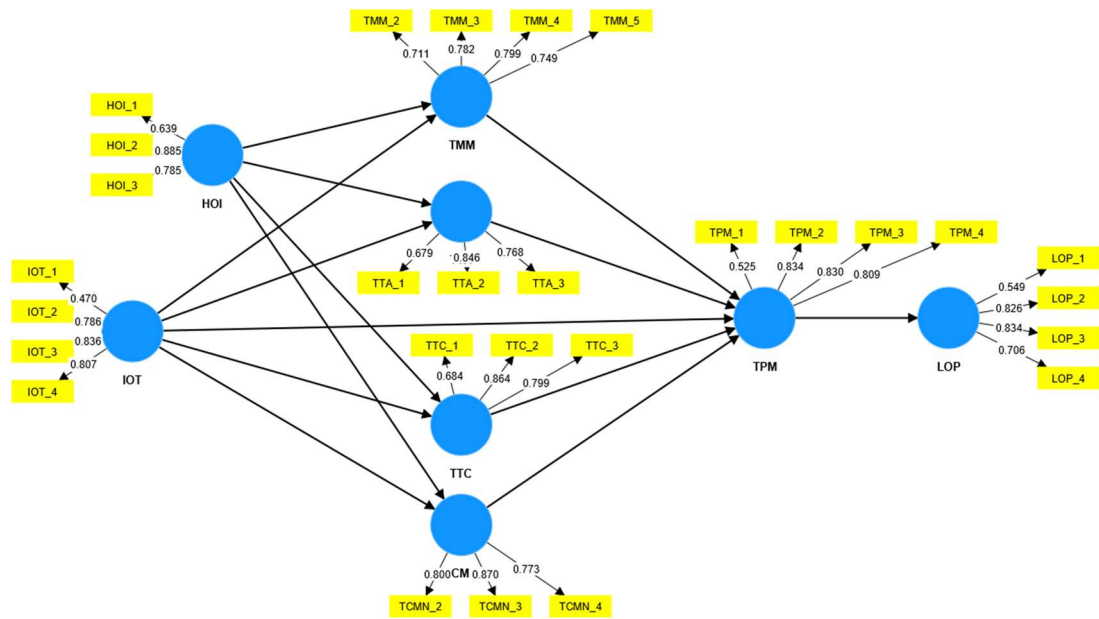 TMM_2 TMM_3 TMM_4 TMM_5
0.711 0.782 0.799 0.749
TMM
HOI_1
HOI_2
HOI_3
0.639
0.885
0.785
HOI
TTA_1 TTA_2 TTA_3
0.679 0.846 0.768
IOT_1
IOT_2
IOT_3
IOT_4
0.470
0.786
0.836
0.807
IOT
TTC_1 TTC_2 TTC_3
0.684 0.864 0.799
TTC
CM
0.800 0.870 0.773
TCMN_2 TCMN_3 TCMN_4
TPM_1 TPM_2 TPM_3 TPM_4
0.525 0.834 0.830 0.809
TPM
LOP_1
LOP_2
LOP_3
LOP_4
0.549
0.826
0.834
0.706
LOP